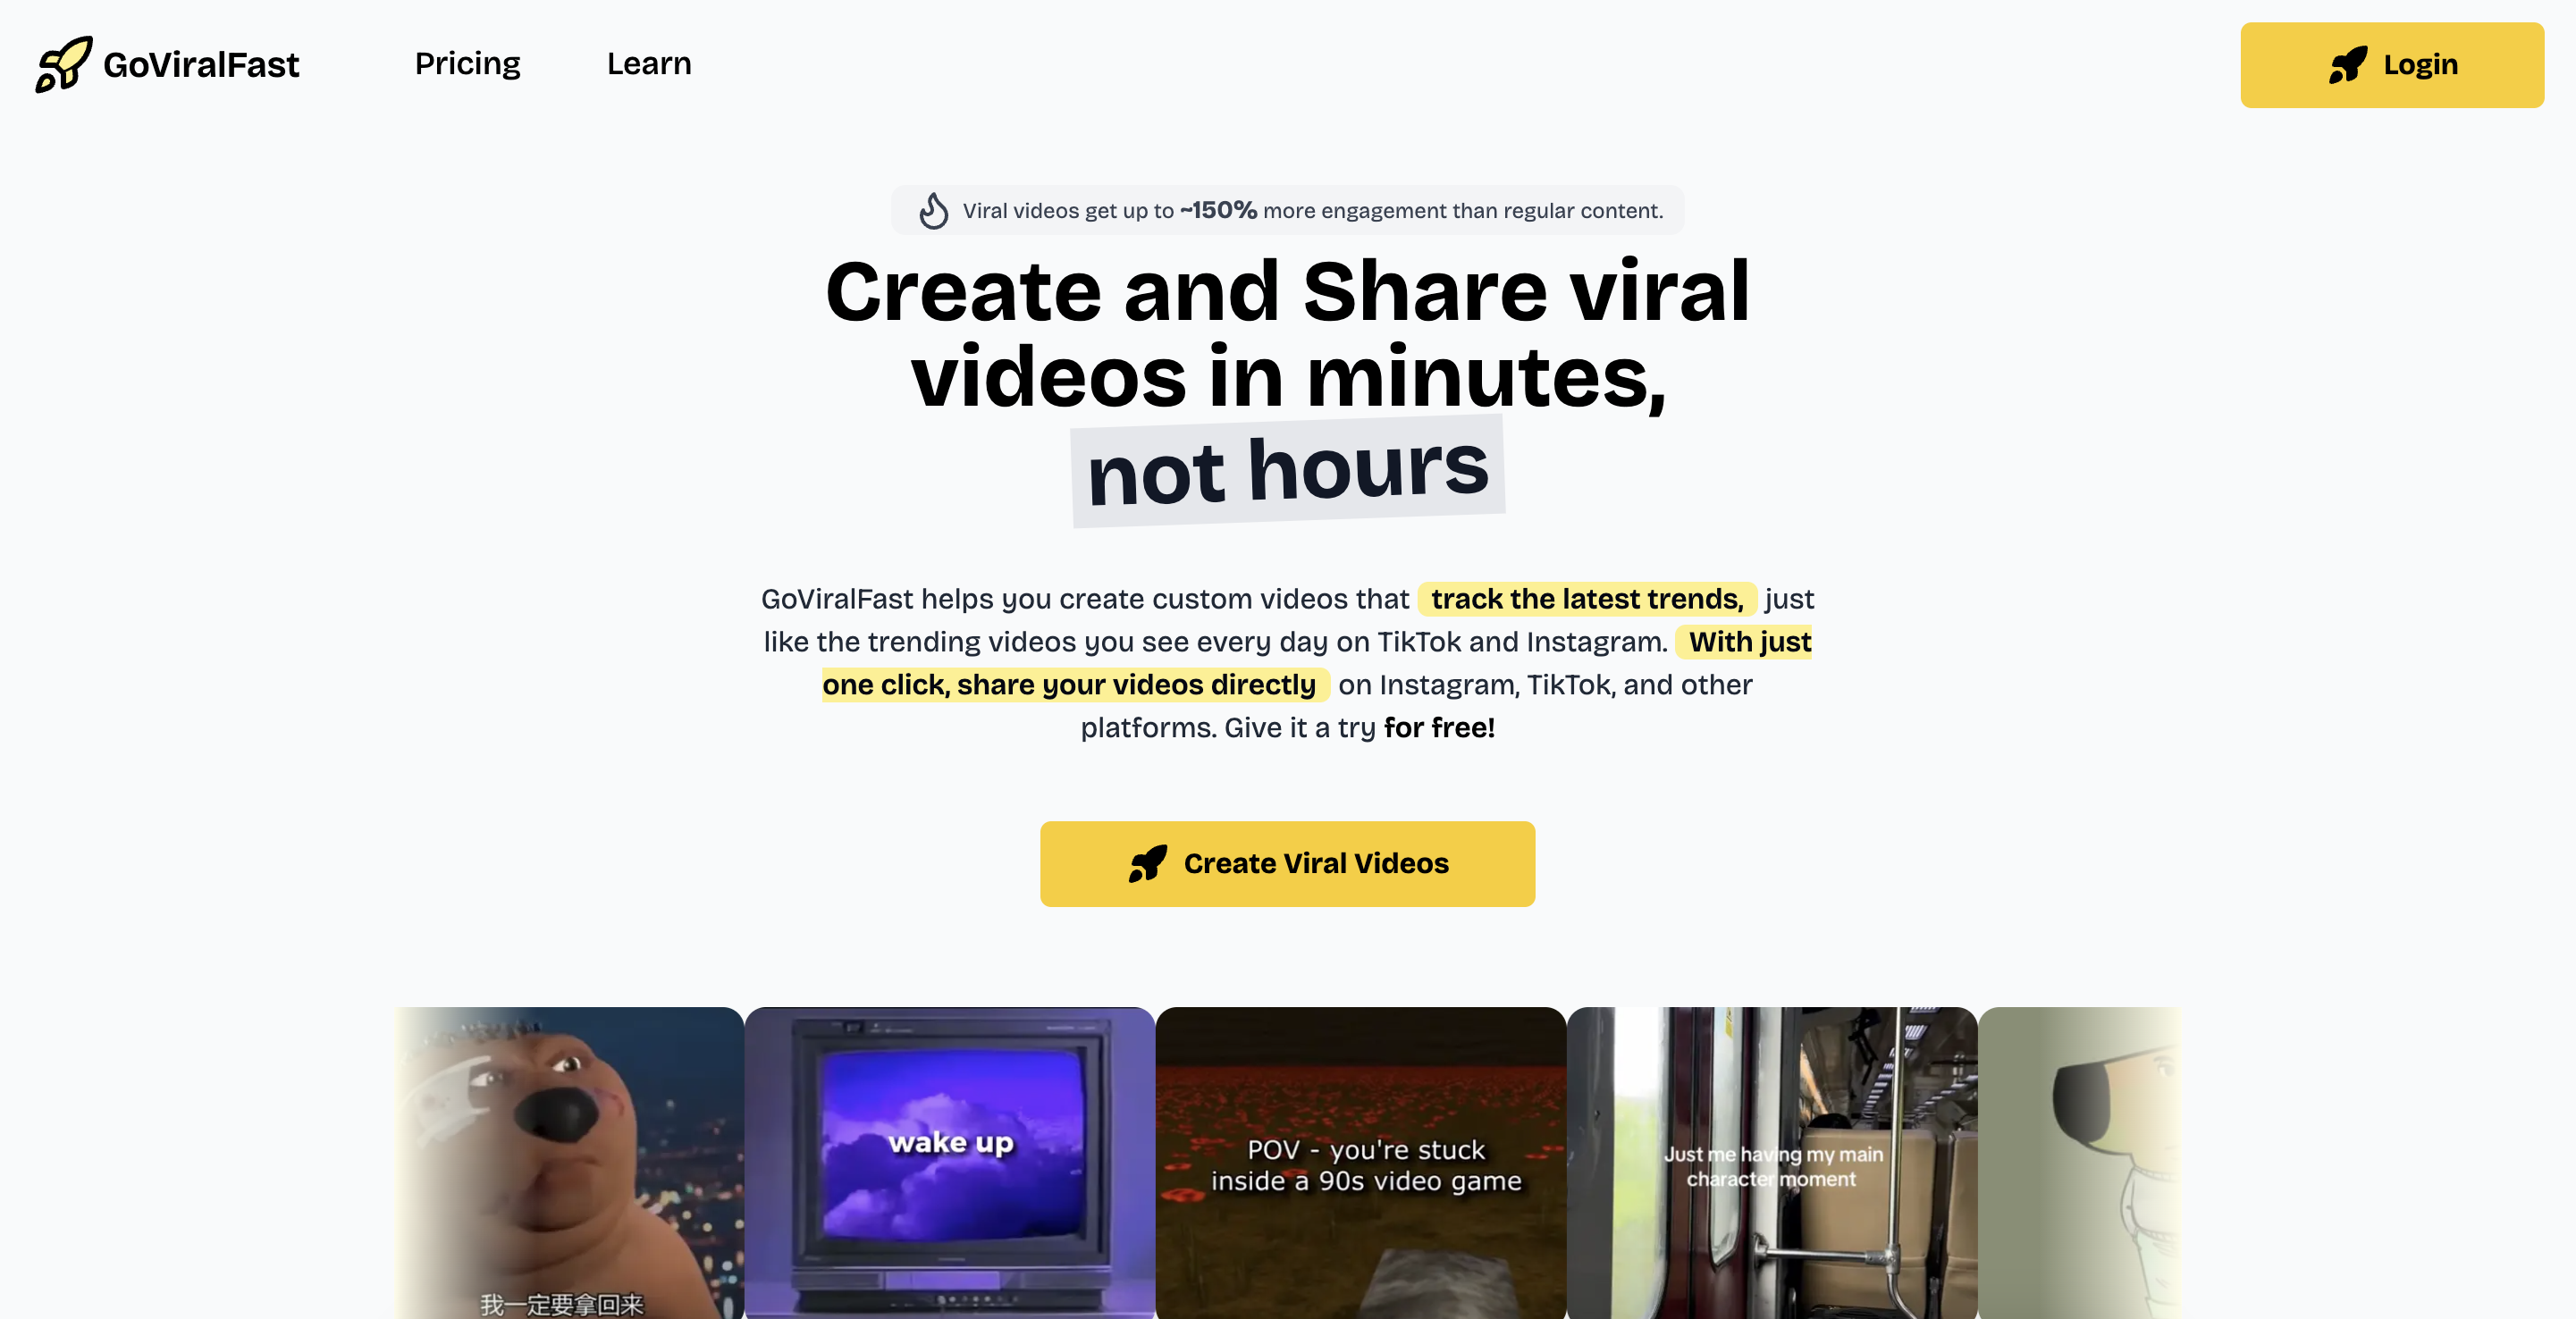 GoViralFast
Pricing
Learn
Login
Viral videos get up to ~150% more engagement than regular content.
Create and Share viral
videos in minutes,
not hours
GoViralFast helps you create custom videos that track the latest trends, just
like the trending videos you see every day on TikTok and Instagram. With just
one click, share your videos directly on Instagram, TikTok, and other
platforms. Give it a try for free!
Create Viral Videos
我一定要拿回来
wake up
POV - you're stuck
inside a 90s video game
Just me having my main
character moment